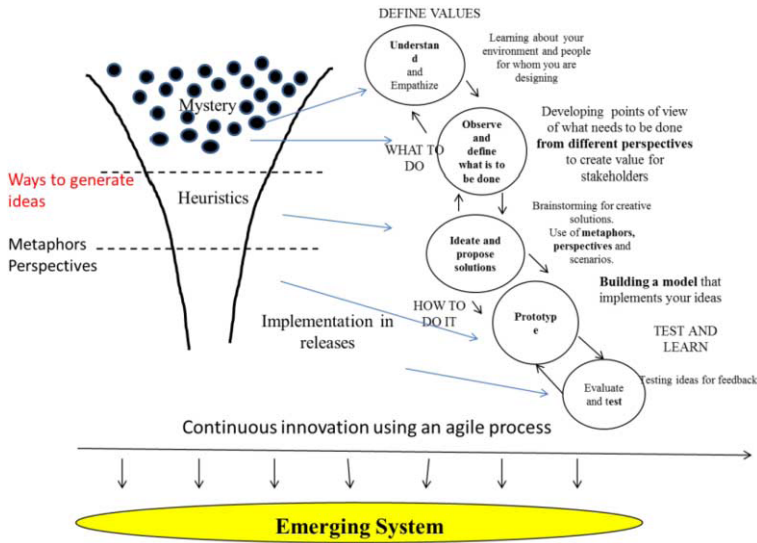 DEFINE VALUES
Understan
d
and
Empathize
Learning about your
environment and people
for whom you are
designing
Mystery
Observe
and
define
what is to
be done
WHAT TO
DO
Developing points of view
of what needs to be done
from different perspectives
to create value for
stakeholders
Ways to generate
ideas
Heuristics
Metaphors
Perspectives
Ideate and
propose
solutions
Brainstorming for creative
solutions.
Use of metaphors,
perspectives and
scenarios.
HOW TO
DO IT
Prototyp
e
Building a model that
implements your ideas
Implementation in
releases
TEST AND
LEARN
Evaluate
and test
Testing ideas for feedback
Continuous innovation using an agile process
Emerging System